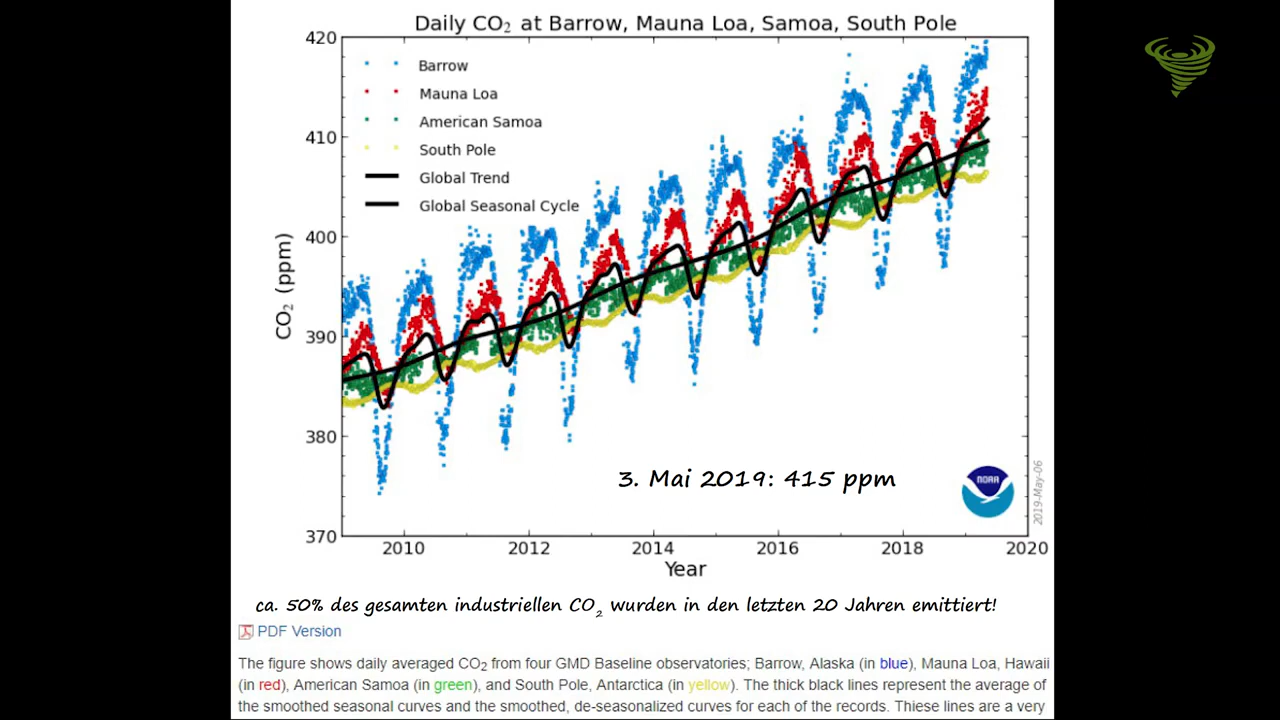 Daily CO₂ at Barrow, Mauna Loa, Samoa, South Pole
420
410
400
390
380
370
CO₂ (ppm)
Barrow
Mauna Loa
American Samoa
South Pole
Global Trend
Global Seasonal Cycle
3. Mai 2019: 415 ppm
NOAA
2019-May-06
2010 2012 2014 2016 2018 2020
Year
ca. 50% des gesamten industriellen CO₂ wurden in den letzten 20 Jahren emittiert!
PDF Version
The figure shows daily averaged CO₂ from four GMD Baseline observatories; Barrow, Alaska (in blue), Mauna Loa, Hawaii
(in red), American Samoa (in green), and South Pole, Antarctica (in yellow). The thick black lines represent the average of
the smoothed seasonal curves and the smoothed, de-seasonalized curves for each of the records. Thiese lines are a very